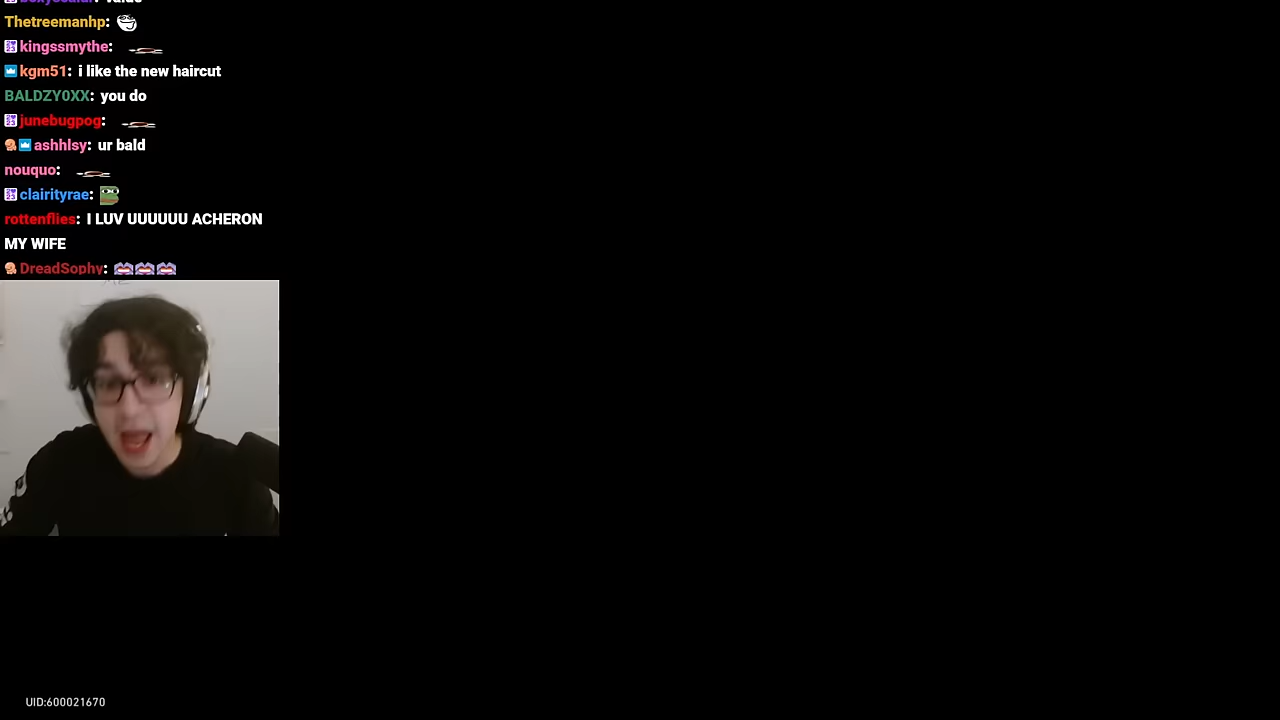 Thetreemanhp:
kingssmythe:
kgm51: i like the new haircut
BALDZY0XX: you do
junebugpog:
ashhlsy: ur bald
nouquo:
clairityrae:
rottenflies: I LUV UUUUUU ACHERON
MY WIFE
DreadSophy:
UID:600021670